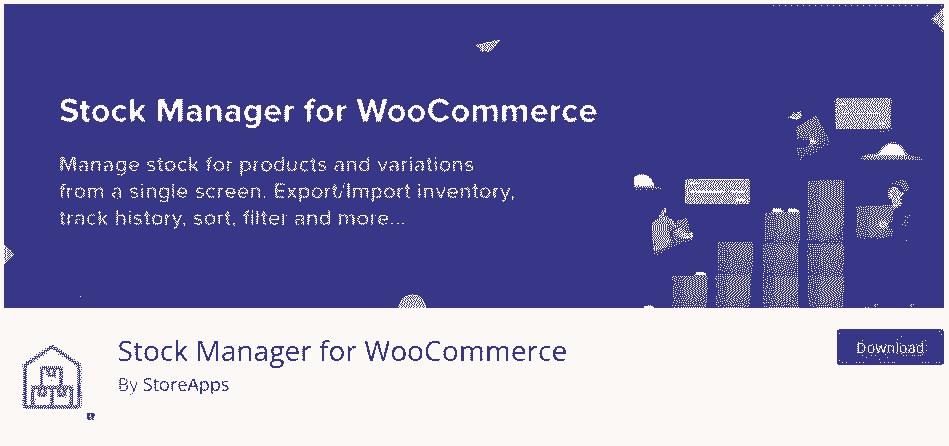 Stock Manager for WooCommerce
Manage stock for products and variations
from a single screen. Export/Import inventory,
track history, sort, filter and more...
Stock Manager for WooCommerce
By StoreApps
Download